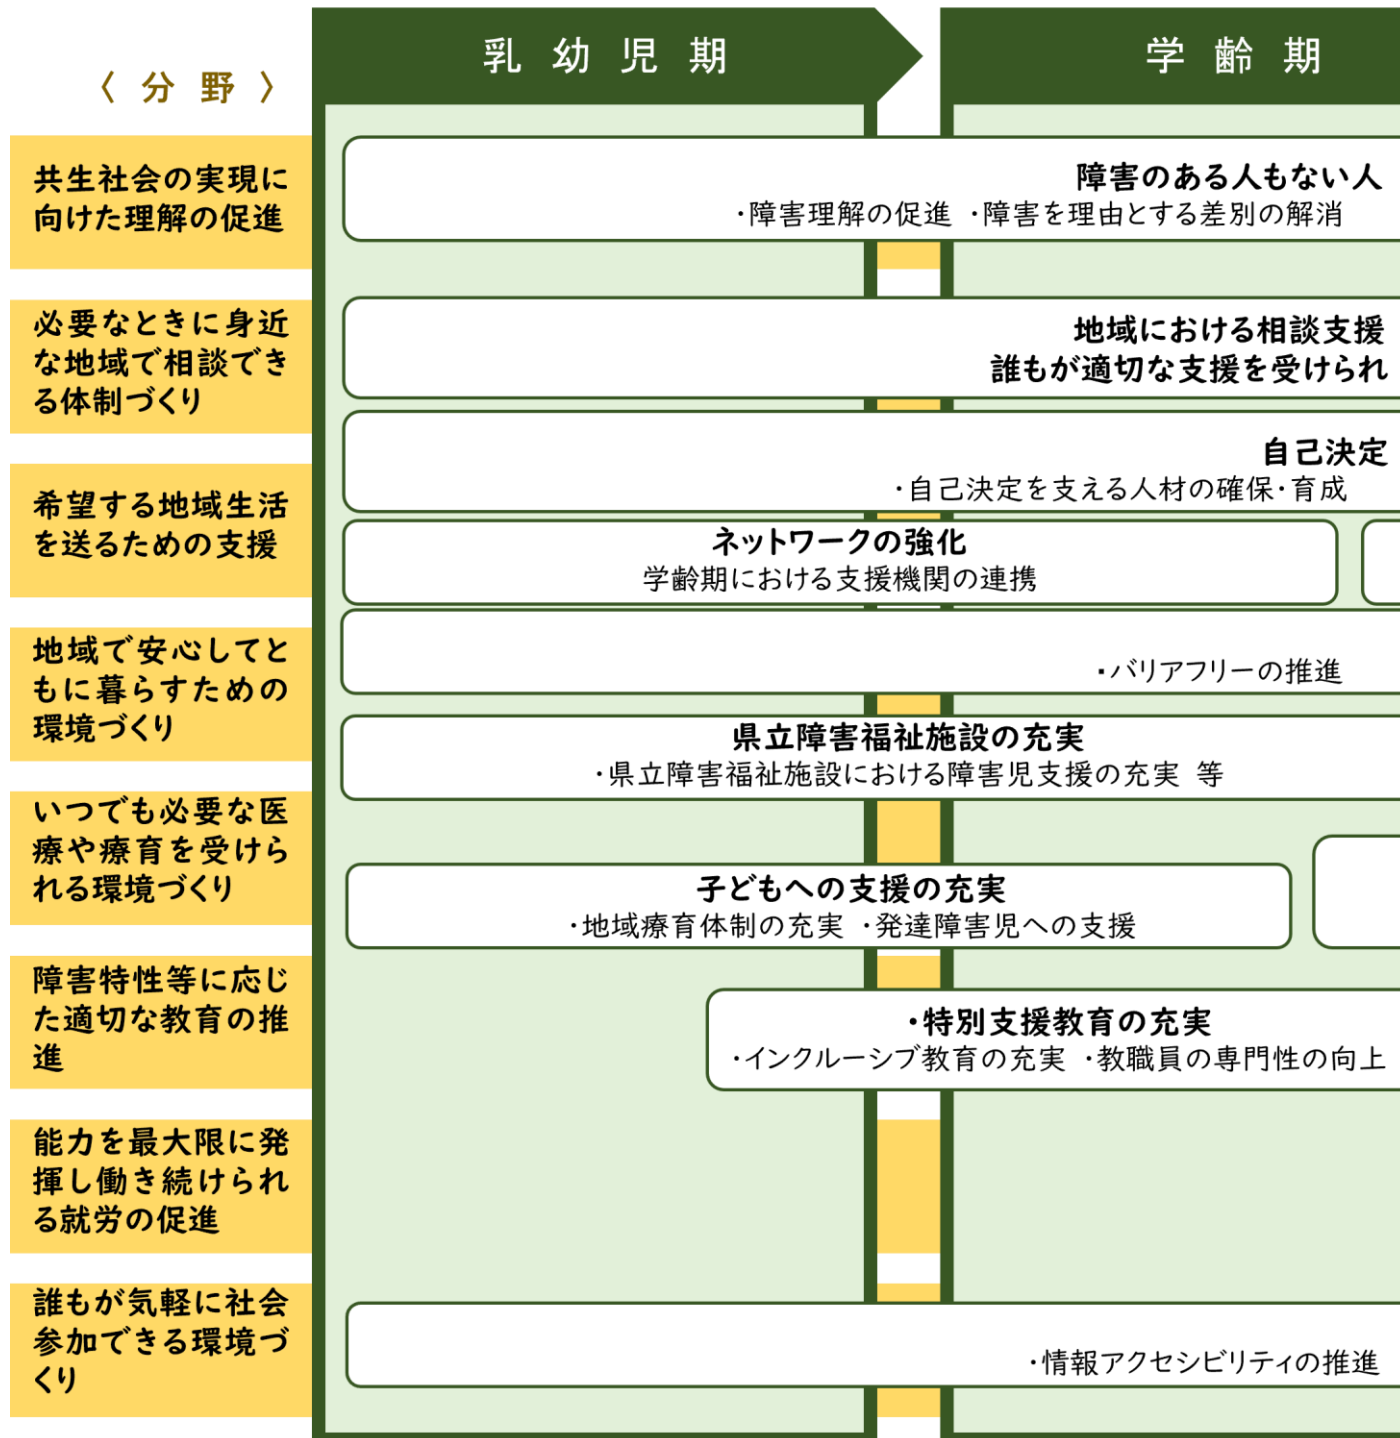 乳幼児期
学齢期
〈分野〉
共生社会の実現に
向けた理解の促進
障害のある人もない人
・障害理解の促進 ・障害を理由とする差別の解消
必要なときに身近
な地域で相談でき
る体制づくり
地域における相談支援
誰もが適切な支援を受けられ
自己決定
・自己決定を支える人材の確保・育成
希望する地域生活
を送るための支援
ネットワークの強化
学齢期における支援機関の連携
地域で安心してと
もに暮らすための
環境づくり
・バリアフリーの推進
県立障害福祉施設の充実
・県立障害福祉施設における障害児支援の充実 等
いつでも必要な医
療や療育を受けら
れる環境づくり
子どもへの支援の充実
・地域療育体制の充実 ・発達障害児への支援
障害特性等に応じ
た適切な教育の推
進
・特別支援教育の充実
・インクルーシブ教育の充実 ・教職員の専門性の向上
能力を最大限に発
揮し働き続けられ
る就労の促進
誰もが気軽に社会
参加できる環境づ
くり
・情報アクセシビリティの推進